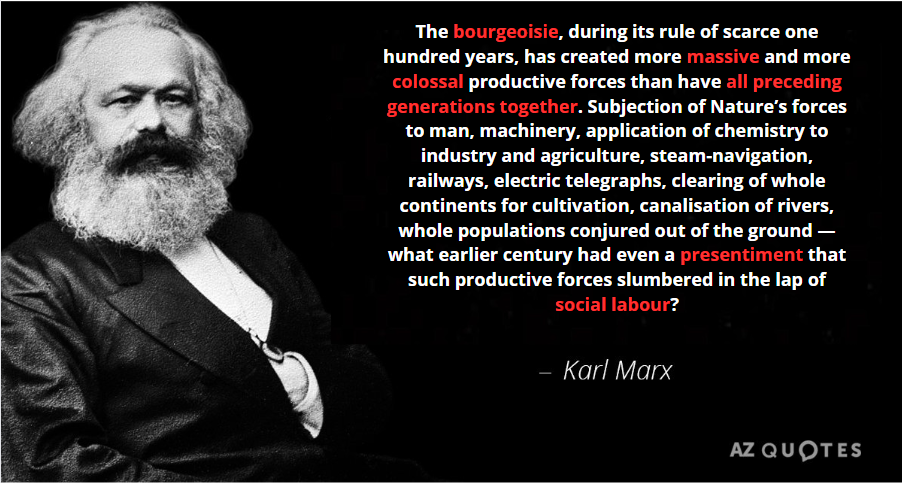 The bourgeoisie, during its rule of scarce one
hundred years, has created more massive and more
colossal productive forces than have all preceding
generations together. Subjection of Nature’s forces
to man, machinery, application of chemistry to
industry and agriculture, steam-navigation,
railways, electric telegraphs, clearing of whole
continents for cultivation, canalisation of rivers,
whole populations conjured out of the ground —
what earlier century had even a presentiment that
such productive forces slumbered in the lap of
social labour?
– Karl Marx
AZ QUOTES